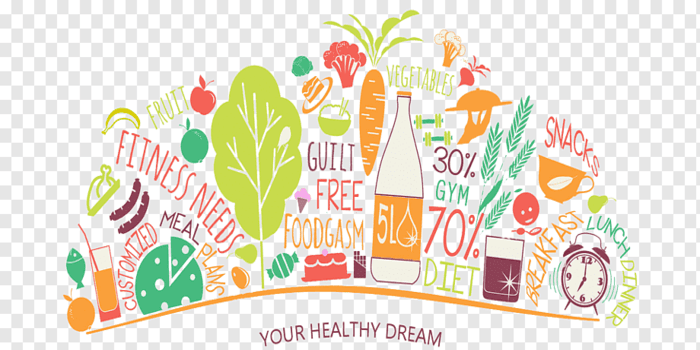 FRUIT
VEGETABLES
FITNESS NEEDS
CUSTOMIZED
MEAL
PLANS
GUILT
FREE
FOODGASM
5L
30%
GYM
70%
DIET
SNACKS
BREAKFAST
LUNCH
DINNER
YOUR HEALTHY DREAM